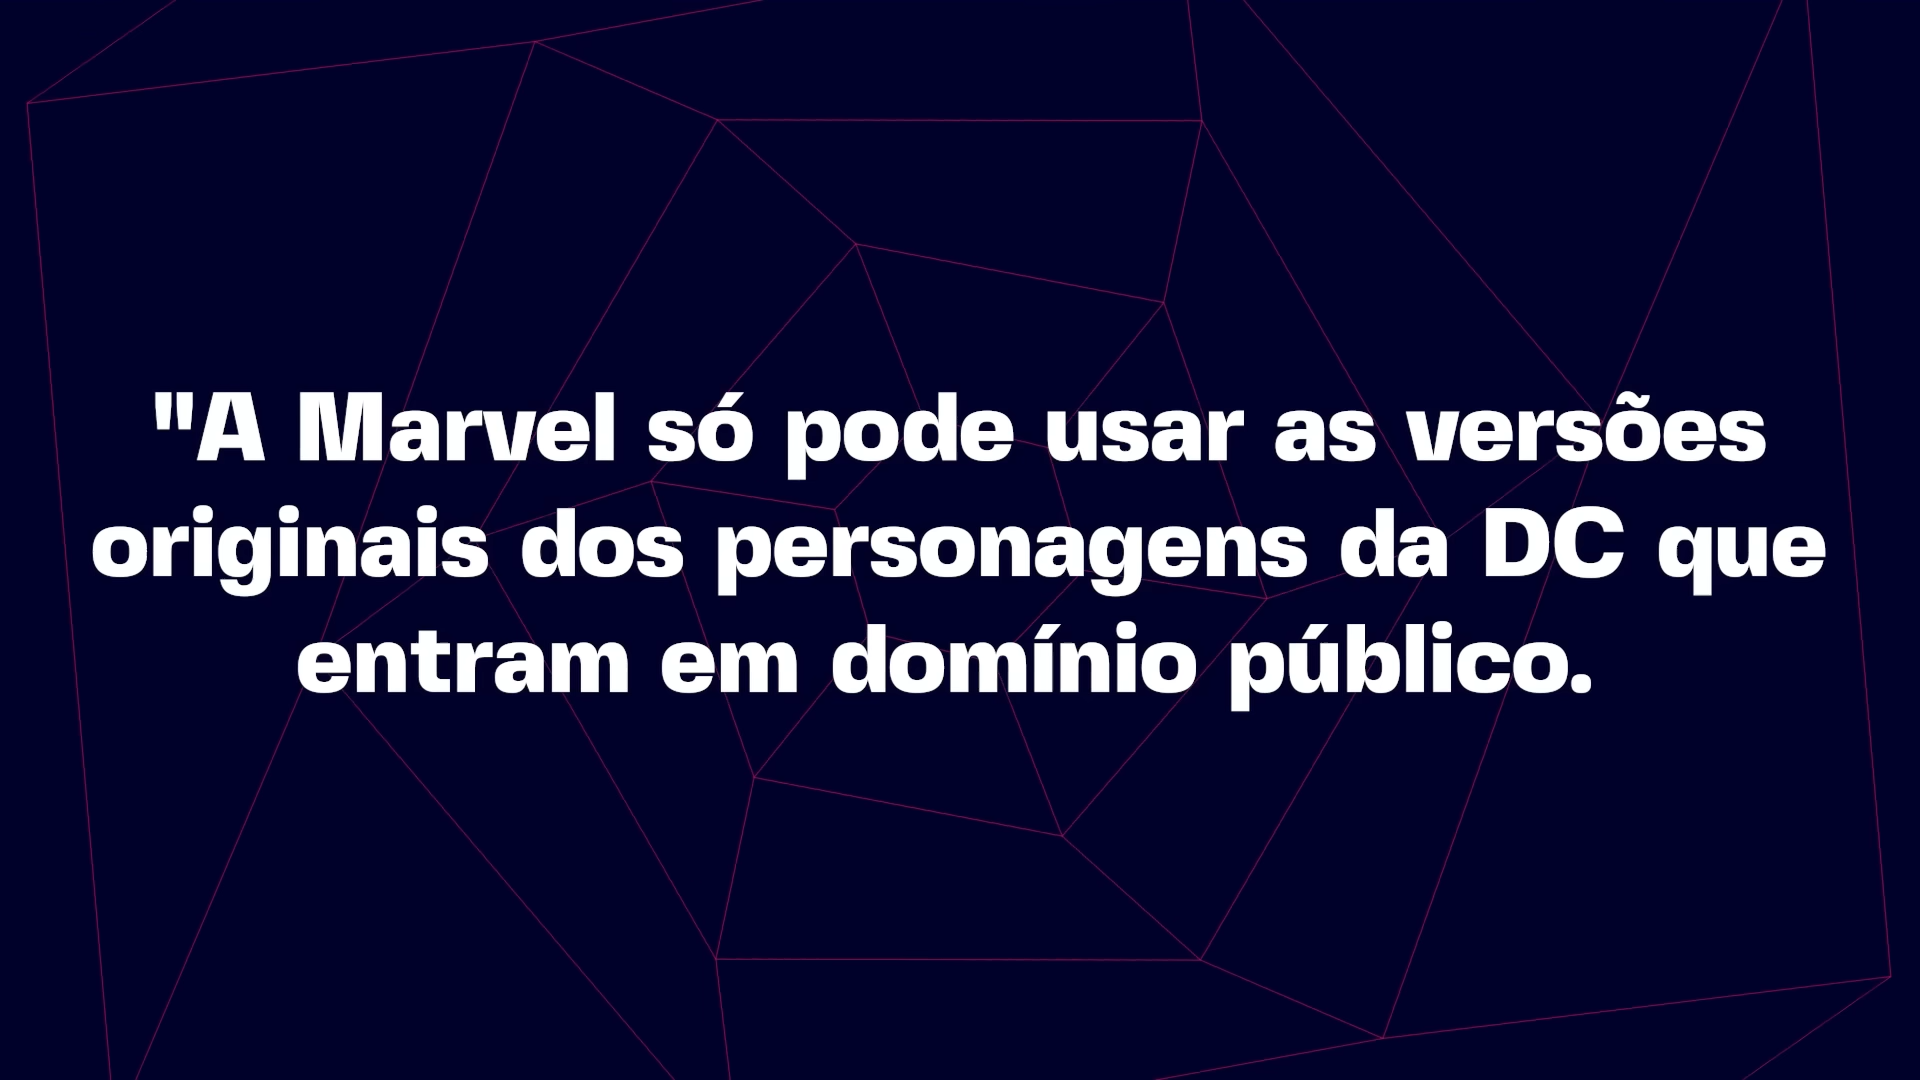 "A Marvel só pode usar as versões
originais dos personagens da DC que
entram em domínio público.